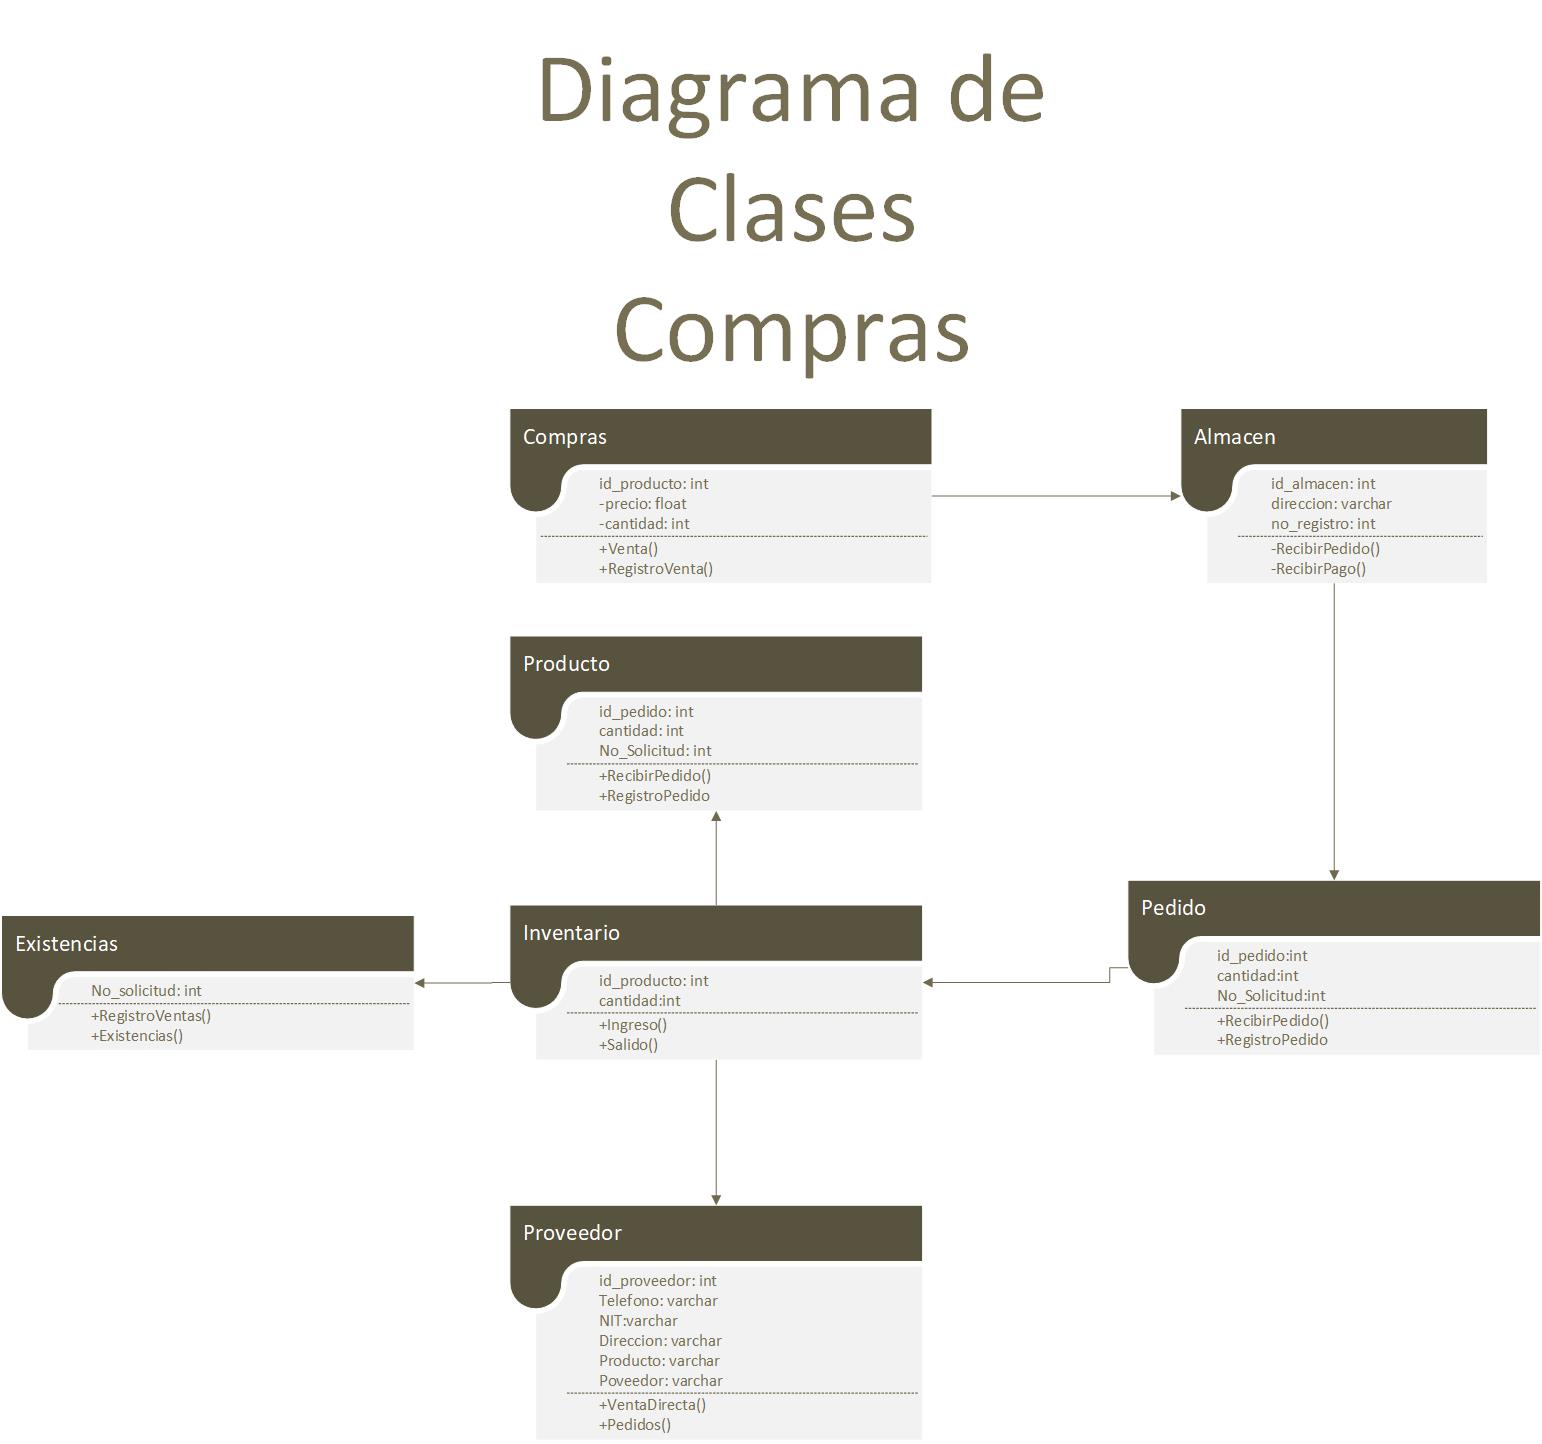 Diagrama de
Clases
Compras
Compras
id_producto: int
-precio: float
-cantidad: int
+Venta()
+RegistroVenta()
Almacen
id_almacen: int
direccion: varchar
no_registro: int
-RecibirPedido()
-RecibirPago()
Producto
id_pedido: int
cantidad: int
No_Solicitud: int
+RecibirPedido()
+RegistroPedido
Existencias
No_solicitud: int
+RegistroVentas()
+Existencias()
Inventario
id_producto: int
cantidad:int
+Ingreso()
+Salido()
Pedido
id_pedido:int
cantidad:int
No_Solicitud:int
+RecibirPedido()
+RegistroPedido
Proveedor
id_proveedor: int
Telefono: varchar
NIT:varchar
Direccion: varchar
Producto: varchar
Poveedor: varchar
+VentaDirecta()
+Pedidos()